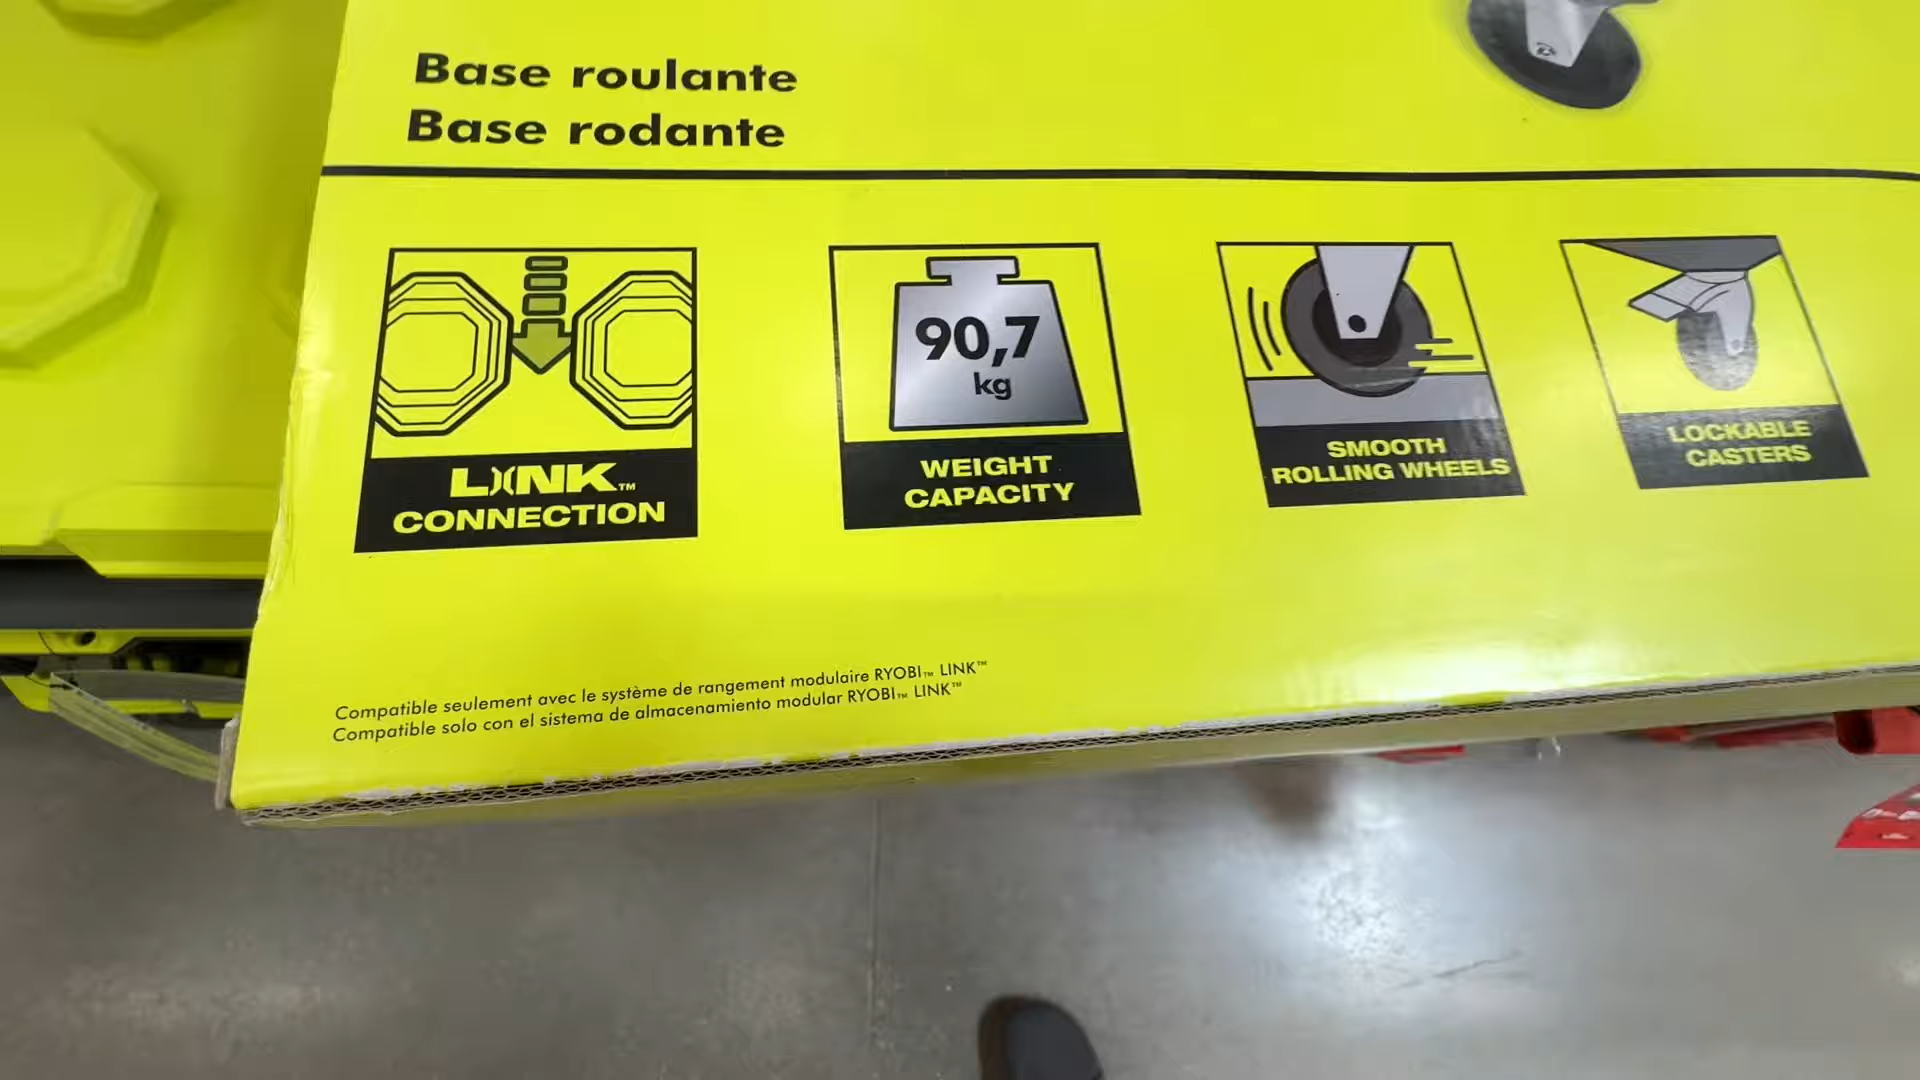 Base roulante
Base rodante
90,7
kg
LINK™
CONNECTION
WEIGHT
CAPACITY
SMOOTH
ROLLING WHEELS
LOCKABLE
CASTERS
Compatible seulement avec le système de rangement modulaire RYOBI™ LINK™
Compatible solo con el sistema de almacenamiento modular RYOBI™ LINK™